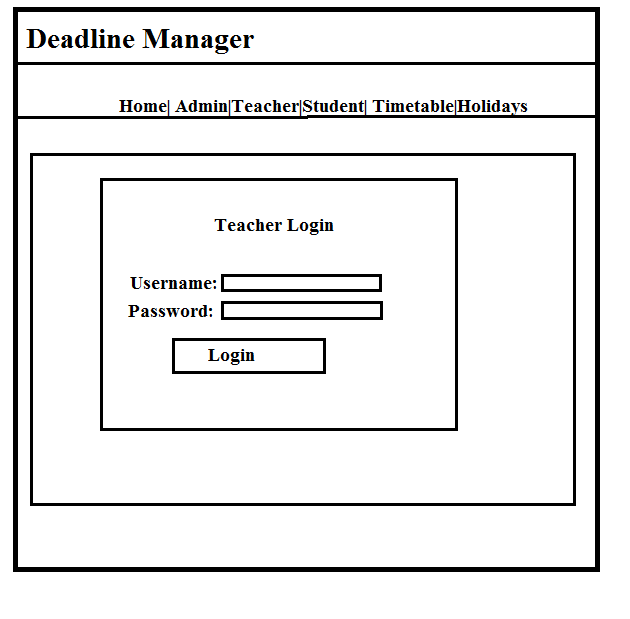 Deadline Manager
Home| Admin|Teacher|Student| Timetable|Holidays
Teacher Login
Username:
Password:
Login